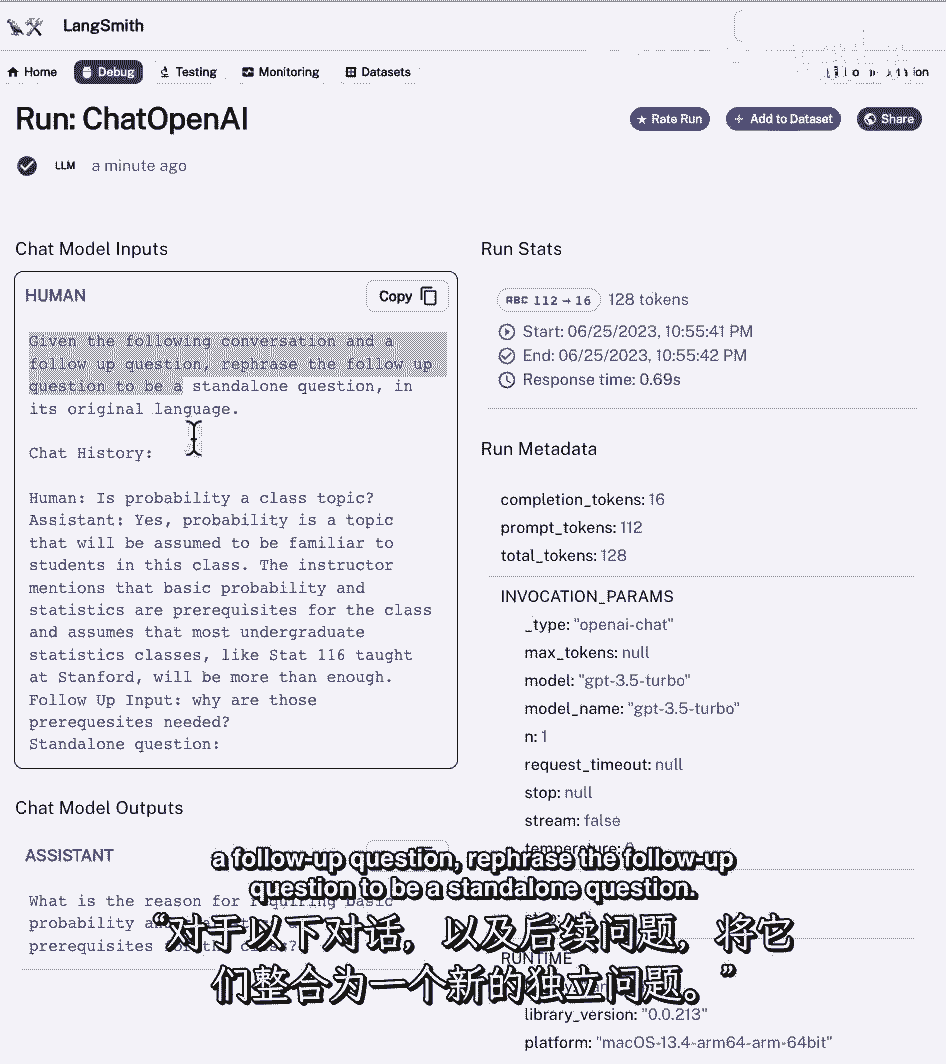 LangSmith
Home Debug Testing Monitoring Datasets
Run: ChatOpenAI
Rate Run Add to Dataset Share
LLM a minute ago
Chat Model Inputs
HUMAN
Copy
Given the following conversation and a
follow up question, rephrase the follow up
question to be a standalone question, in
its original language.
Chat History:
Human: Is probability a class topic?
Assistant: Yes, probability is a topic
that will be assumed to be familiar to
students in this class. The instructor
mentions that basic probability and
statistics are prerequisites for the class
and assumes that most undergraduate
statistics classes, like Stat 116 taught
at Stanford, will be more than enough.
Follow Up Input: why are those
prerequesites needed?
Standalone question:
Chat Model Outputs
ASSISTANT
What is the reason for requiring basic
probability
prerequisites for the class?
Run Stats
ABC 112 → 16 128 tokens
Start: 06/25/2023, 10:55:41 PM
End: 06/25/2023, 10:55:42 PM
Response time: 0.69s
Run Metadata
completion_tokens: 16
prompt_tokens: 112
total_tokens: 128
INVOCATION_PARAMS
_type: "openai-chat"
max_tokens: null
model: "gpt-3.5-turbo"
model_name: "gpt-3.5-turbo"
n: 1
request_timeout: null
stop: null
stream: false
temperature:
RUNTIME
library_version: "0.0.213"
platform: "macOS-13.4-arm64-arm-64bit"
a follow-up question, rephrase the follow-up
question to be a standalone question.
“对于以下对话，以及后续问题，将它
们整合为一个新的独立问题。”